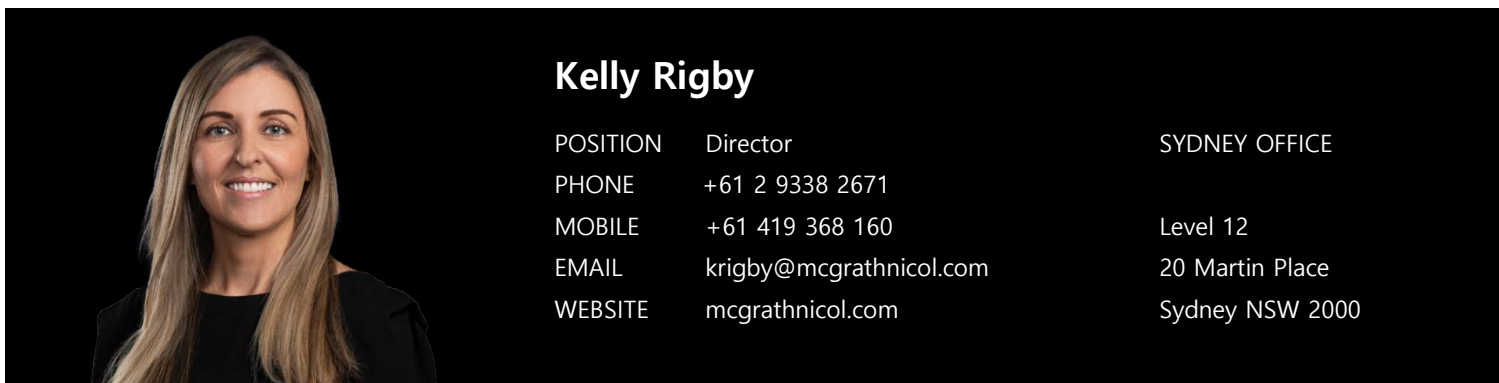 Kelly Rigby
POSITION Director
PHONE +61 2 9338 2671
MOBILE +61 419 368 160
EMAIL krigby@mcgrathnicol.com
WEBSITE mcgrathnicol.com
SYDNEY OFFICE
Level 12
20 Martin Place
Sydney NSW 2000